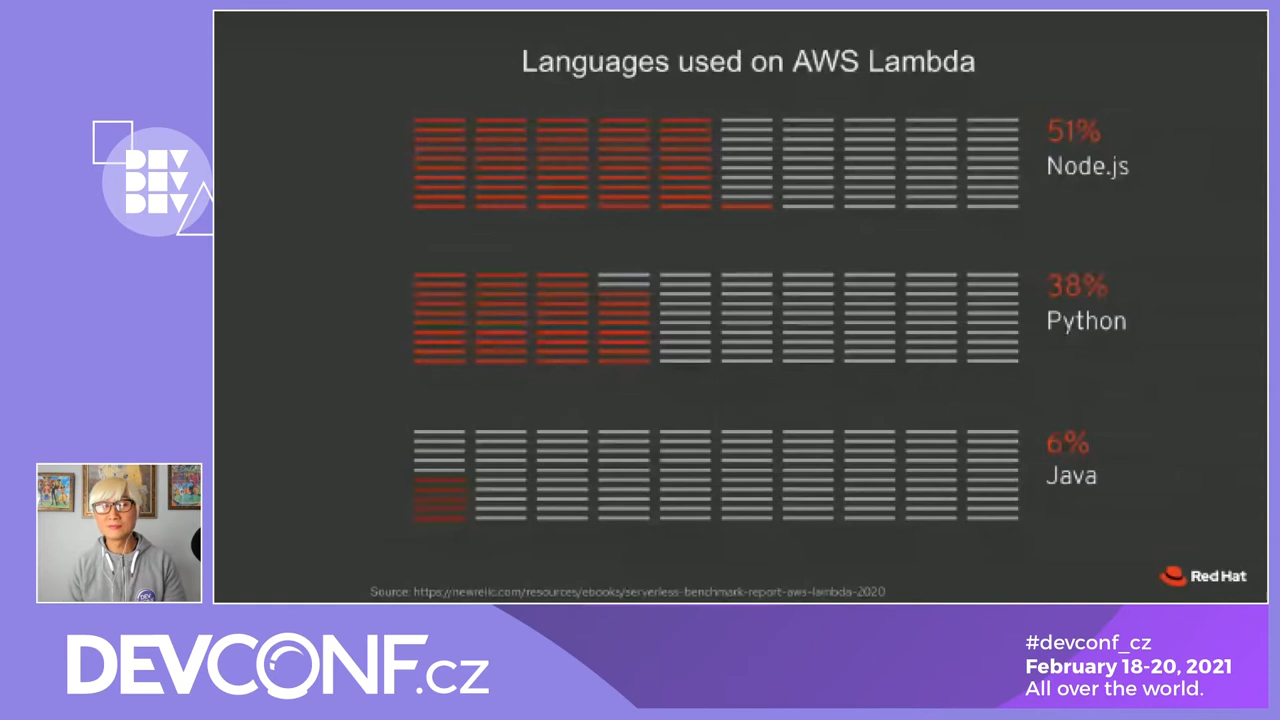 Languages used on AWS Lambda
51%
Node.js
38%
Python
6%
Java
Red Hat
Source: https://newrelic.com/resources/ebooks/serverless-benchmark-report-aws-lambda-2020
DEV
DEV
DEV
DEV
DEVCONF.cz
#devconf_cz
February 18-20, 2021
All over the world.